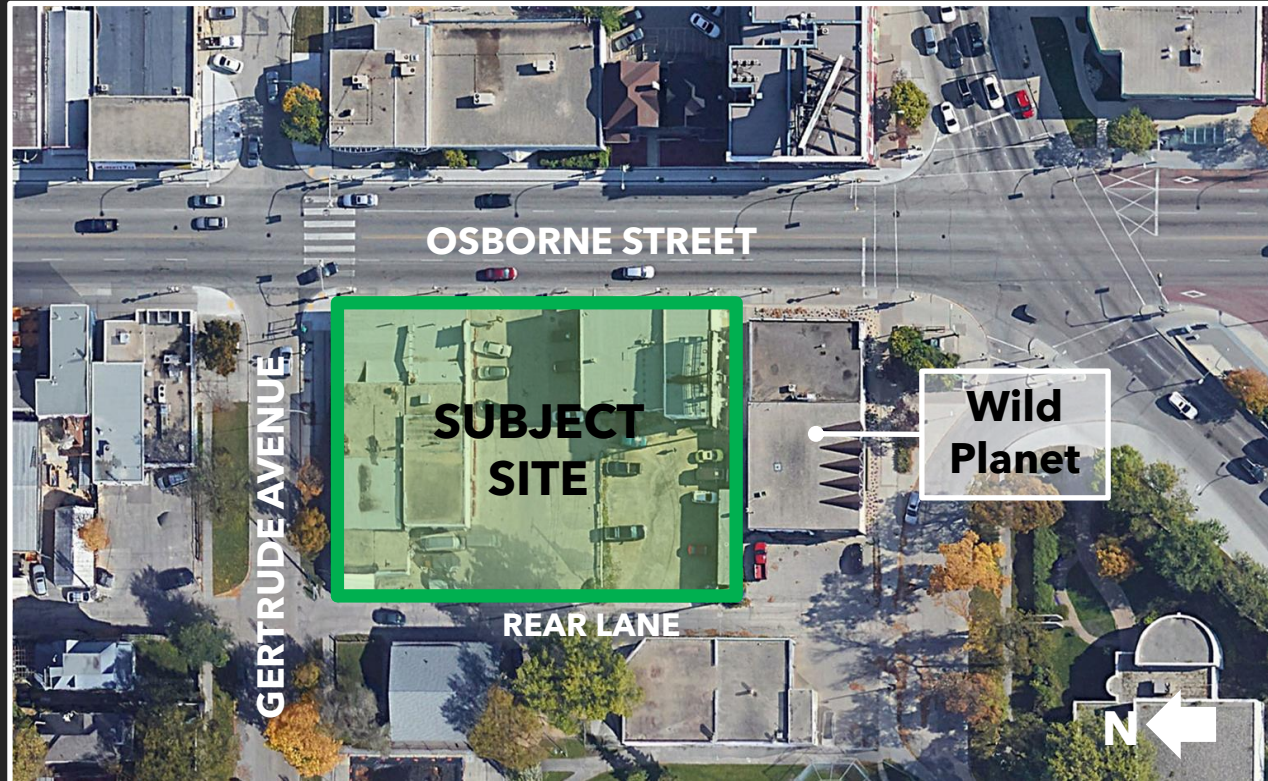 OSBORNE STREET
GERTRUDE AVENUE
SUBJECT
SITE
Wild
Planet
REAR LANE
N